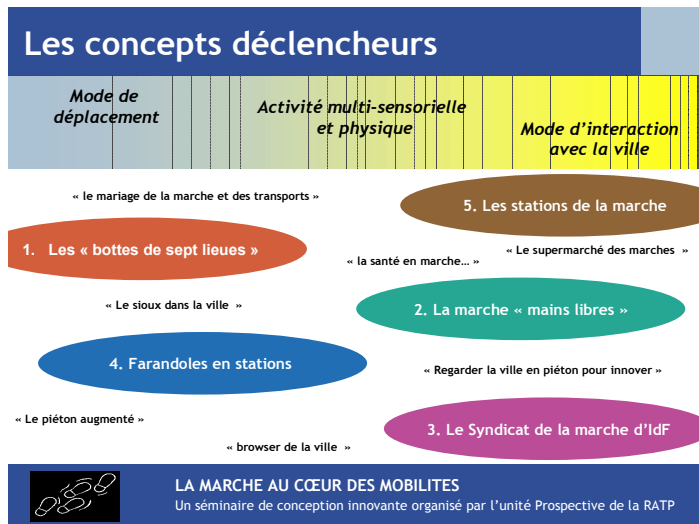 Les concepts déclencheurs
Mode de
déplacement
Activité multi-sensorielle
et physique
Mode d'interaction
avec la ville
« le mariage de la marche et des transports »
5. Les stations de la marche
1. Les « bottes de sept lieues »
« Le supermarché des marches »
« la santé en marche… »
« Le sioux dans la ville »
2. La marche « mains libres »
4. Farandoles en stations
« Regarder la ville en piéton pour innover »
« Le piéton augmenté »
3. Le Syndicat de la marche d'IdF
« browser de la ville »
LA MARCHE AU CŒUR DES MOBILITES
Un séminaire de conception innovante organisé par l'unité Prospective de la RATP